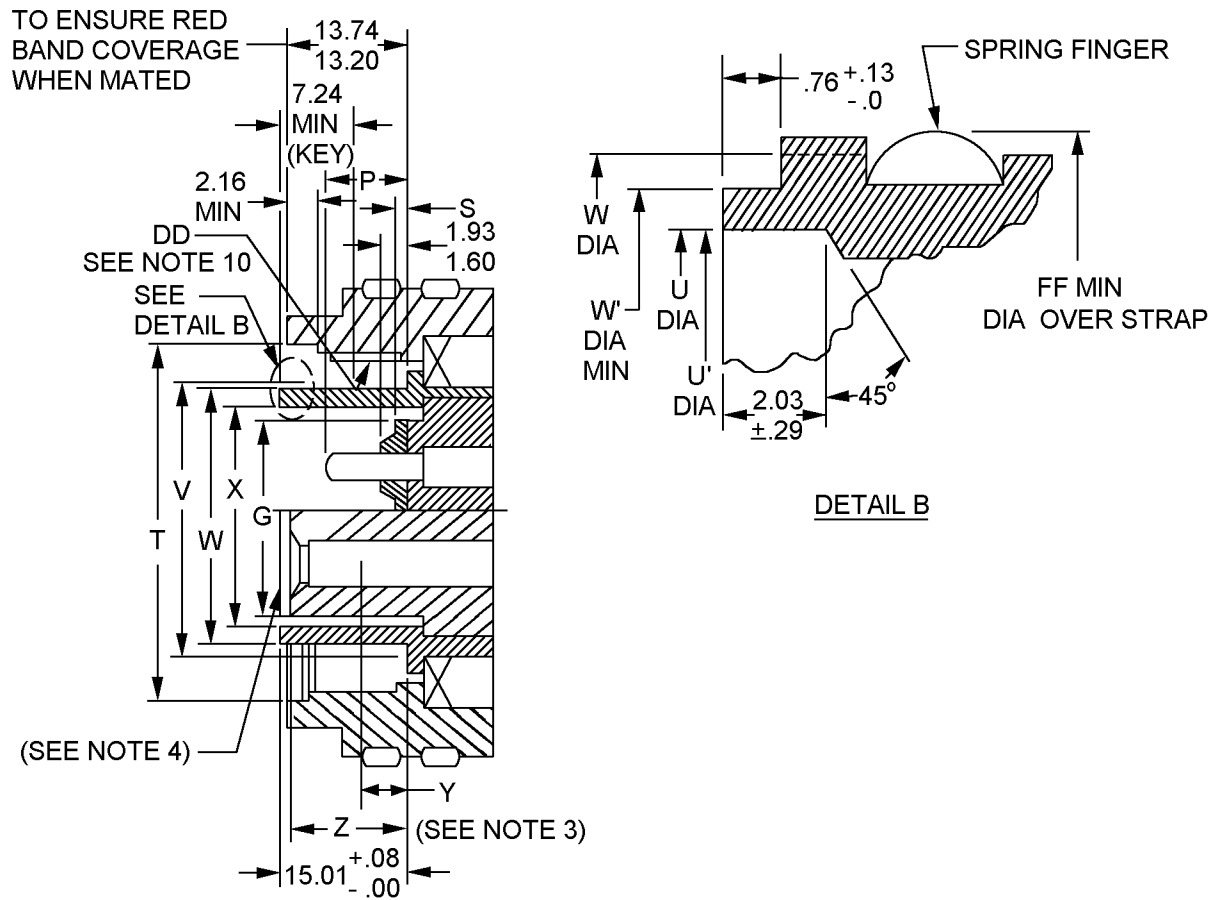 TO ENSURE RED
BAND COVERAGE
WHEN MATED
13.74
13.20
7.24
MIN
(KEY)
P
2.16
MIN
S
DD
SEE NOTE 10
1.93
1.60
SEE
DETAIL B
T
V
W
X
G
(SEE NOTE 4)
Y
Z
(SEE NOTE 3)
15.01 +.08
- .00
.76 +.13
- .0
SPRING FINGER
W
DIA
W'
DIA
MIN
U
DIA
U'
DIA
FF MIN
DIA OVER STRAP
2.03
±.29
45°
DETAIL B